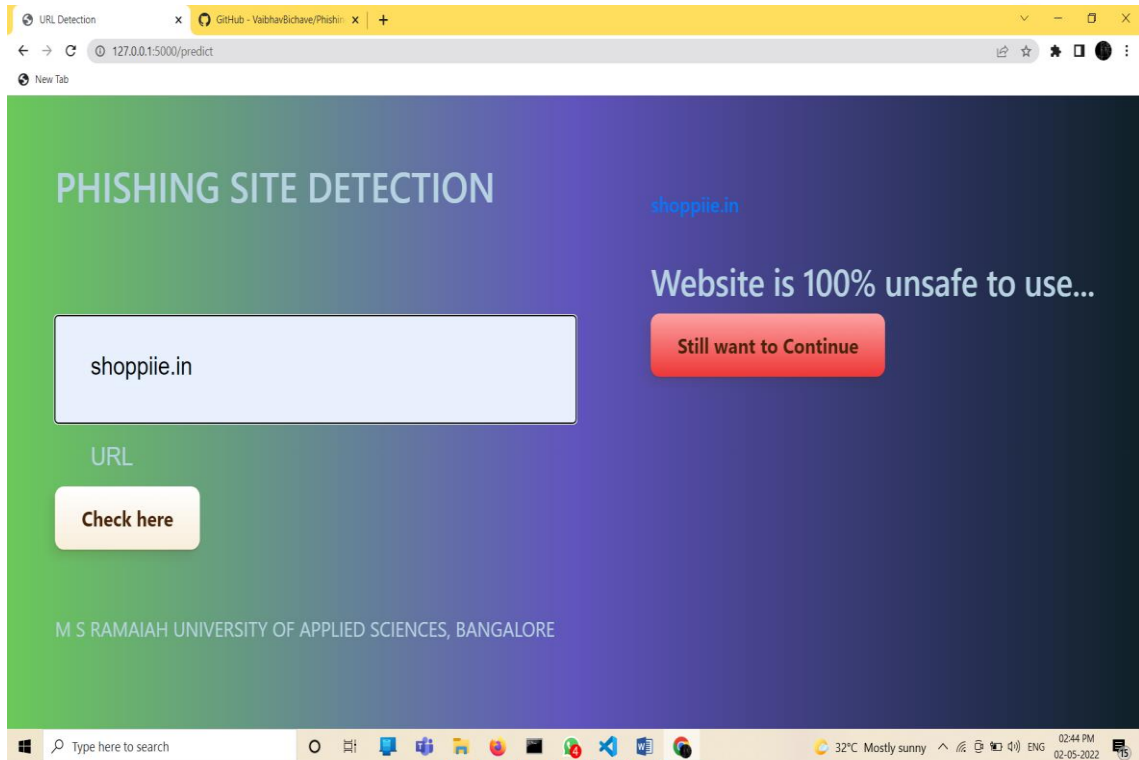 URL Detection
GitHub - VaibhavBichave/Phishin
127.0.0.1:5000/predict
New Tab
PHISHING SITE DETECTION
shoppiie.in
URL
Check here
M S RAMAIAH UNIVERSITY OF APPLIED SCIENCES, BANGALORE
shoppiie.in
Website is 100% unsafe to use...
Still want to Continue
Type here to search
32°C Mostly sunny
ENG
02:44 PM
02-05-2022
15